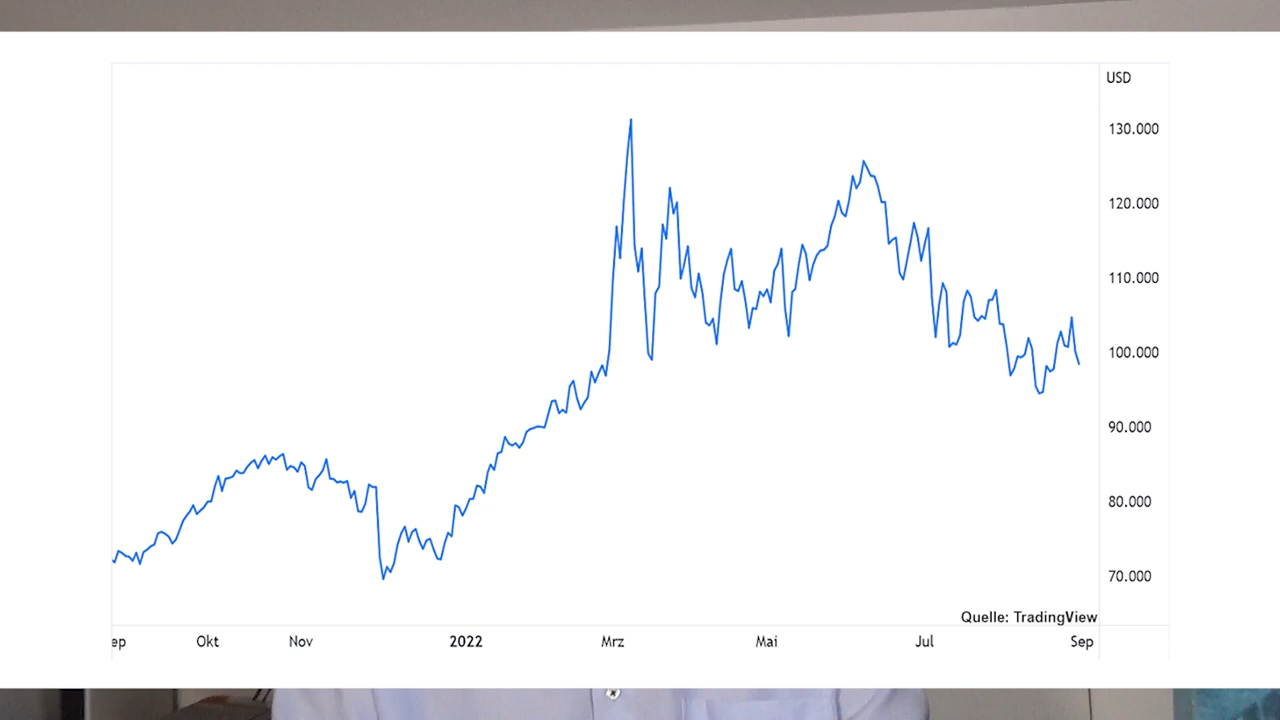 USD
130.000
120.000
110.000
100.000
90.000
80.000
70.000
Quelle: TradingView
ep Okt Nov 2022 Mrz Mai Jul Sep